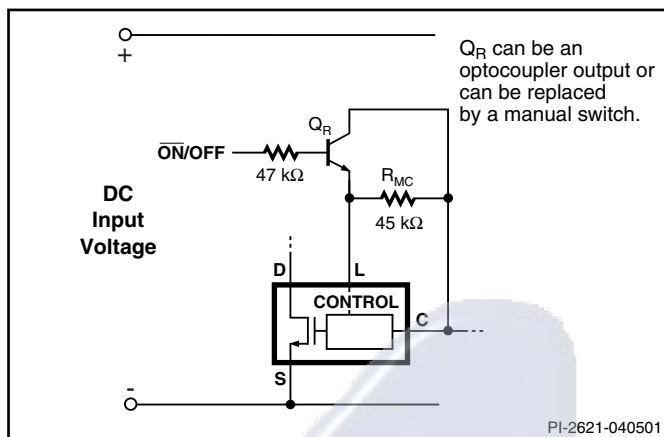 +
Q_R can be an
optocoupler output or
can be replaced
by a manual switch.
Q_R
ON/OFF
47 kΩ
R_MC
45 kΩ
DC
Input
Voltage
D
L
CONTROL
C
S
-
PI-2621-040501